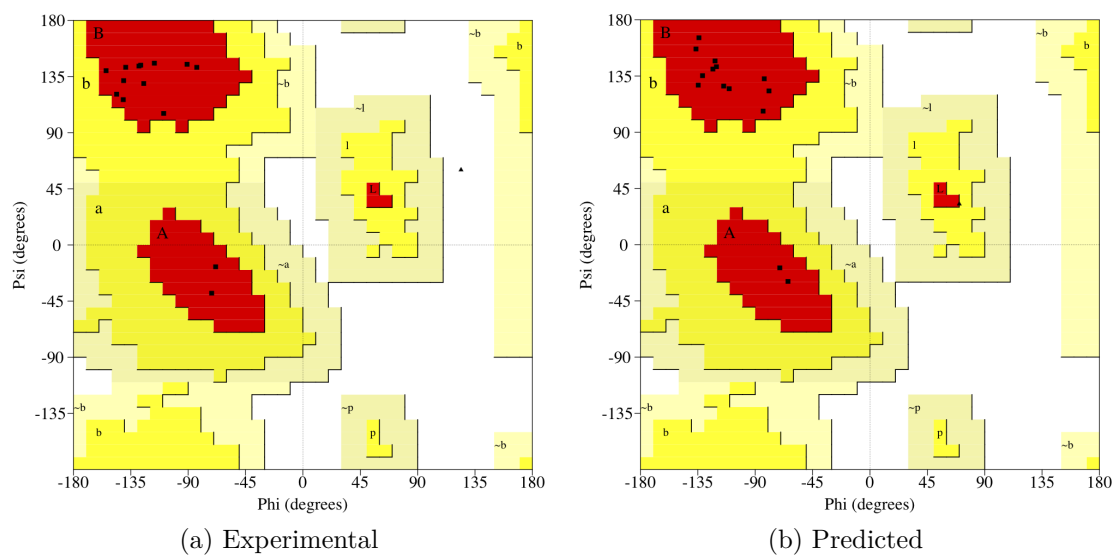 180
135
90
45
0
-45
-90
-135
-180
-135
-90
-45
0
45
90
135
180
Psi (degrees)
Phi (degrees)
B
~b
b
b
~b
~l
l
L
a
A
~a
~b
~p
b
p
~b
(a) Experimental
180
135
90
45
0
-45
-90
-135
-180
-135
-90
-45
0
45
90
135
180
Psi (degrees)
Phi (degrees)
B
~b
b
b
~b
~l
l
L
a
A
~a
~b
~p
b
p
~b
(b) Predicted